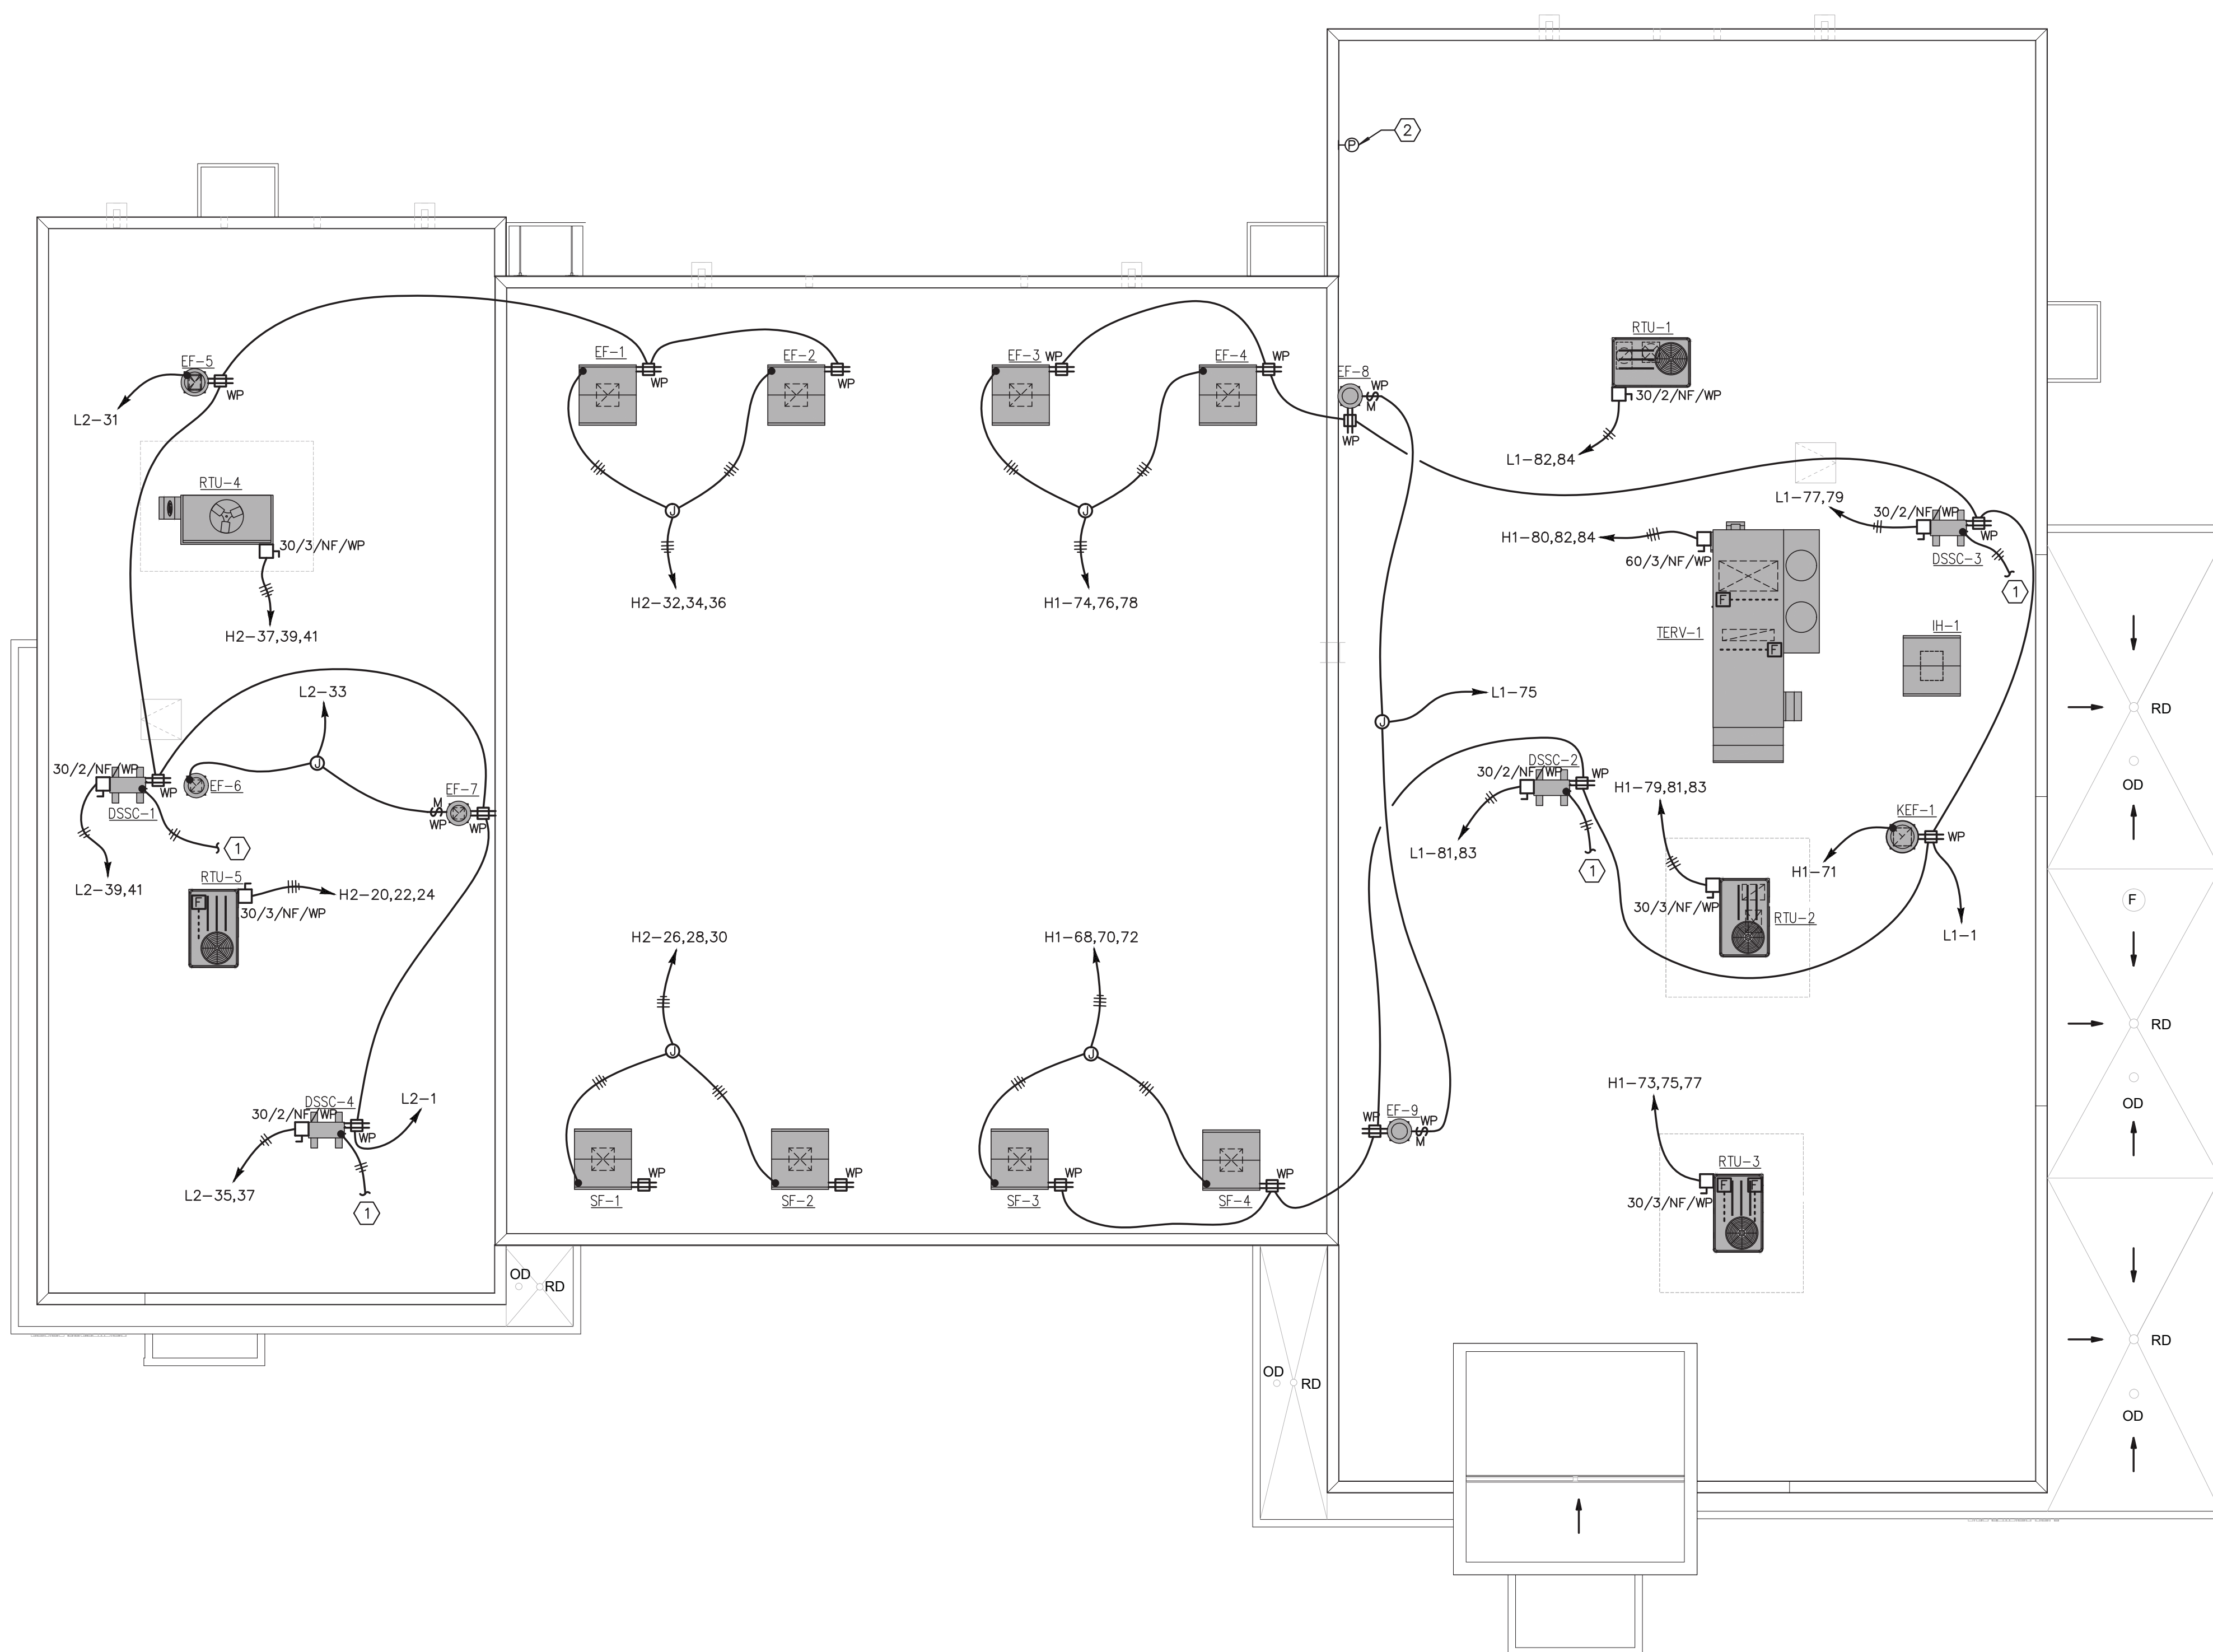 2
P
RTU-1
30/2/NF/WP
L1-82,84
EF-5
WP
L2-31
EF-1
WP
EF-2
WP
EF-3
WP
EF-4
WP
EF-8
WP
M
WP
RTU-4
30/3/NF/WP
H2-37,39,41
J
H2-32,34,36
J
H1-74,76,78
L1-77,79
30/2/NF/WP
WP
DSSC-3
1
H1-80,82,84
60/3/NF/WP
F
TERV-1
F
IH-1
L2-33
J
L1-75
J
RD
OD
30/2/NF/WP
WP
DSSC-1
EF-6
EF-7
M
WP
WP
1
L2-39,41
DSSC-2
30/2/NF/WP
WP
L1-81,83
1
H1-79,81,83
30/3/NF/WP
RTU-2
KEF-1
WP
H1-71
L1-1
RTU-5
F
H2-20,22,24
30/3/NF/WP
F
H2-26,28,30
J
H1-68,70,72
J
RD
OD
DSSC-4
30/2/NF/WP
WP
L2-1
L2-35,37
1
SF-1
WP
SF-2
WP
SF-3
WP
SF-4
WP
WP
EF-9
WP
M
H1-73,75,77
RTU-3
F
F
30/3/NF/WP
OD
RD
OD
RD
RD
OD